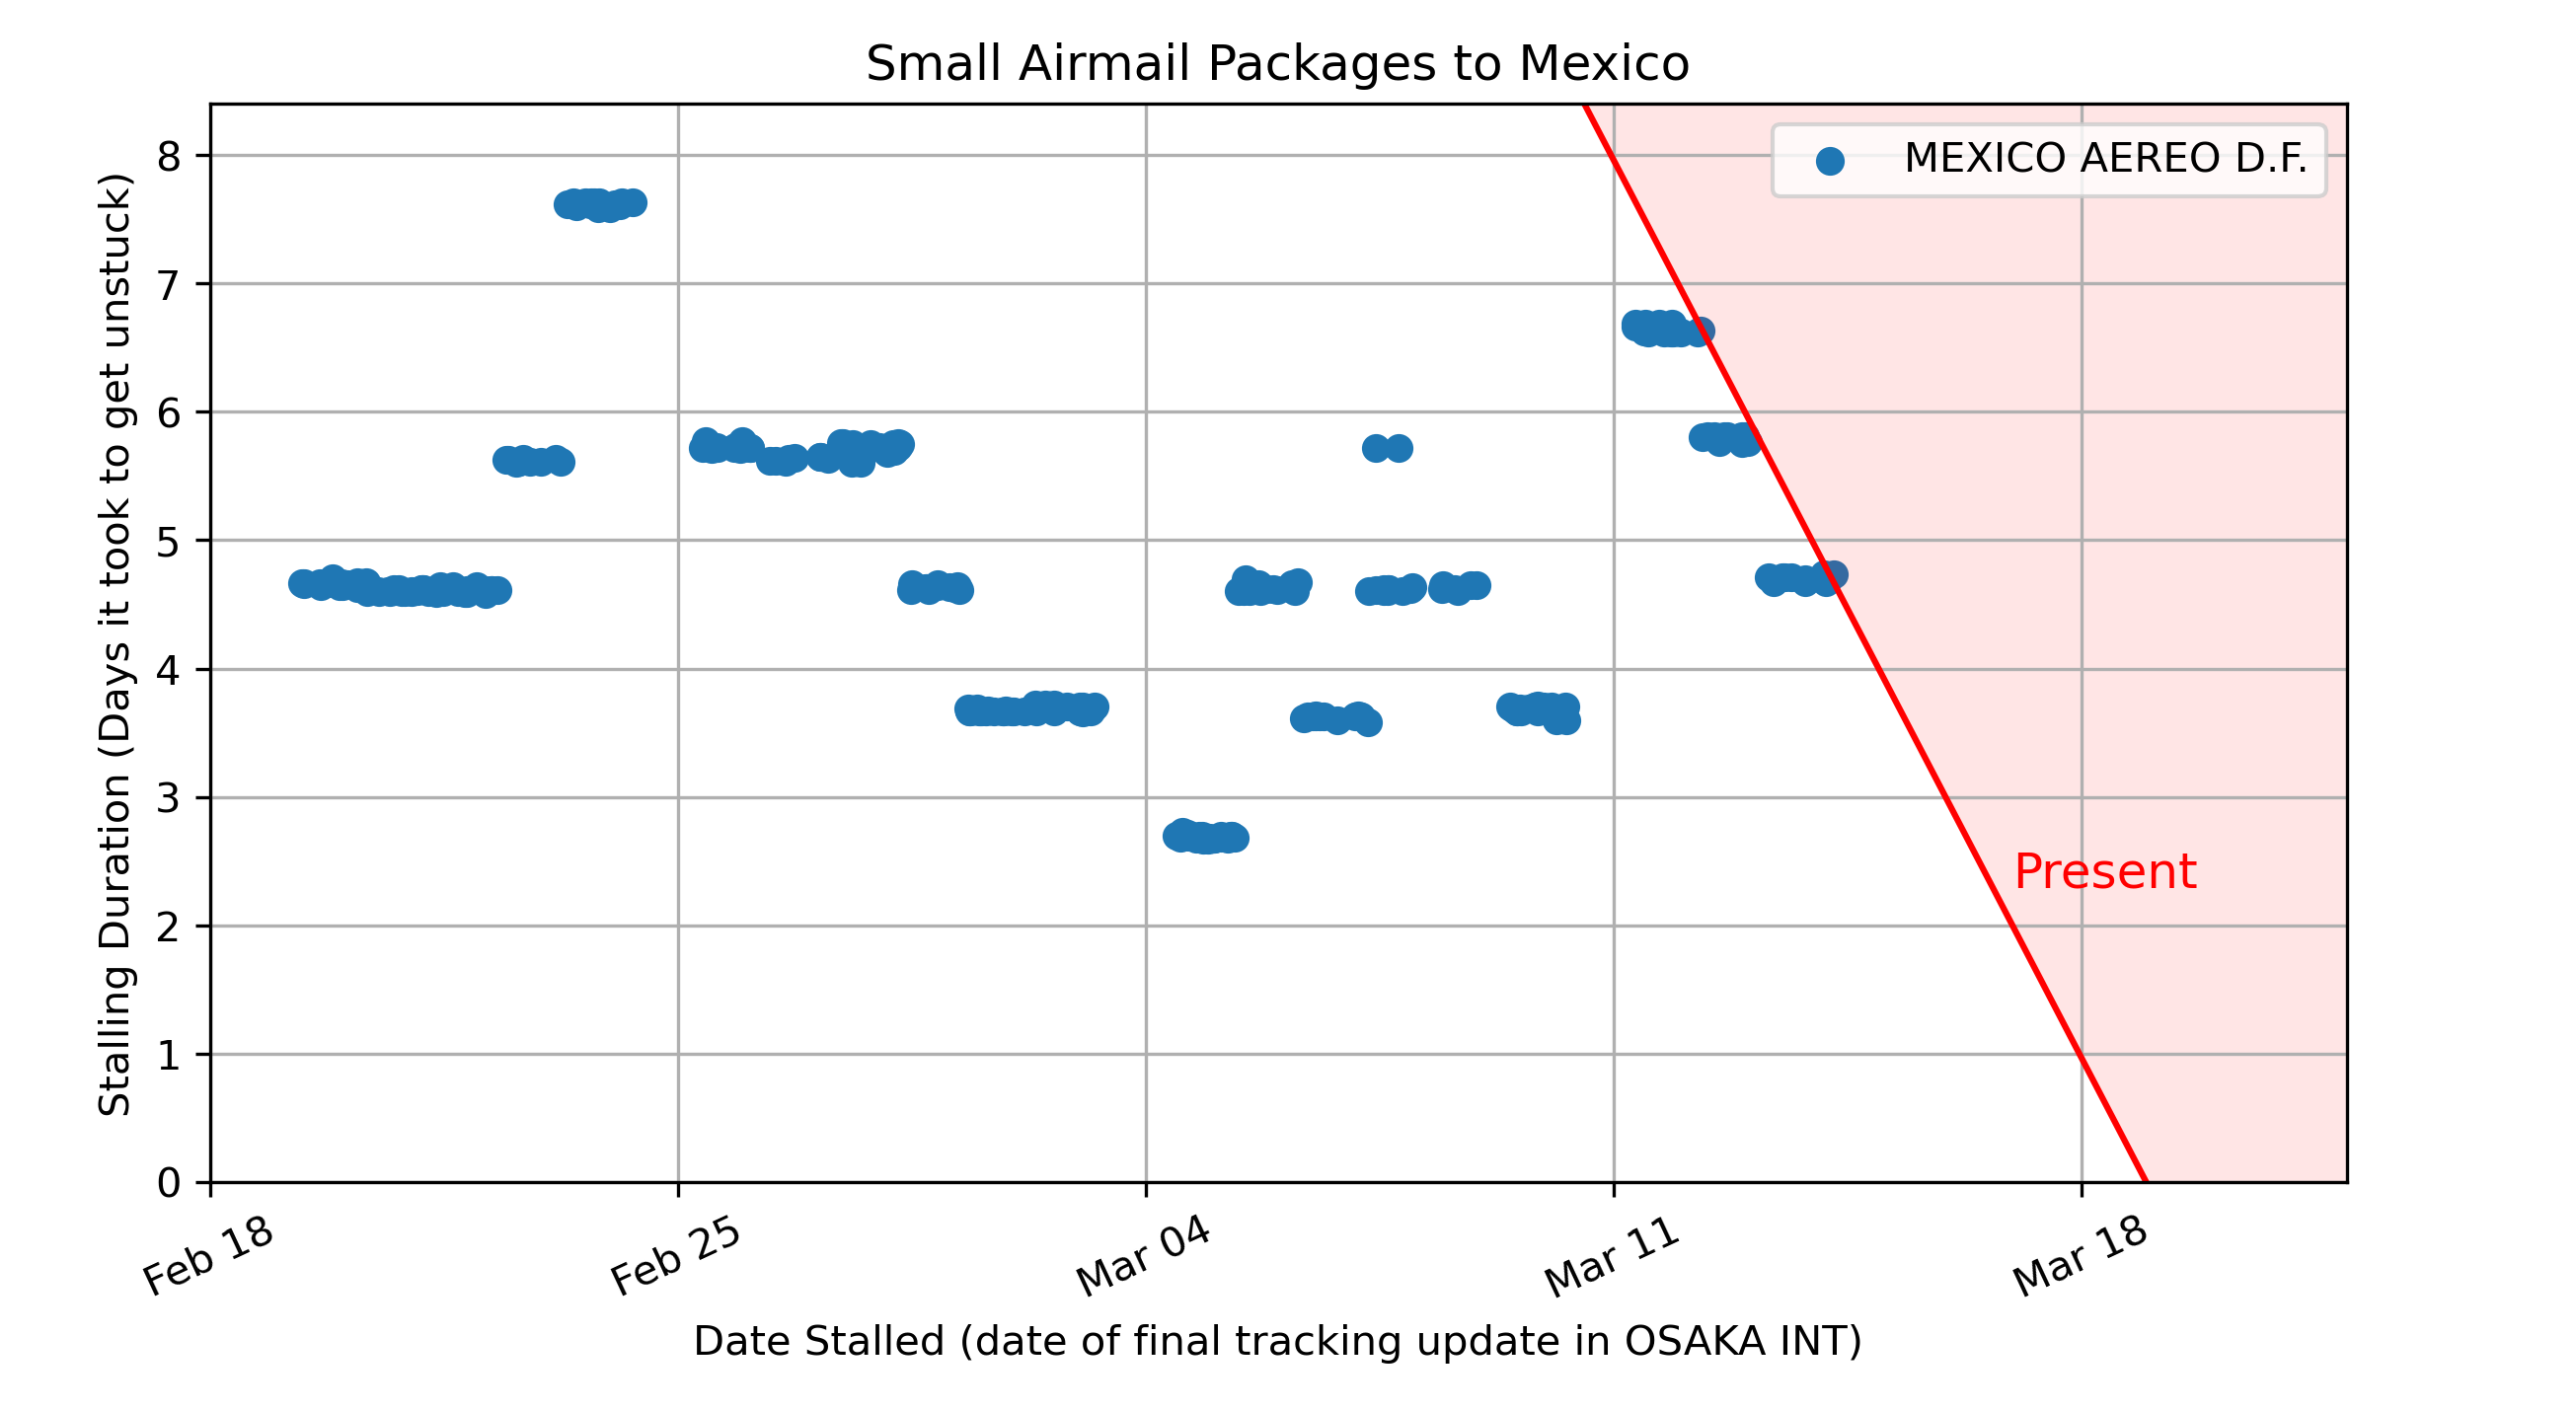 Small Airmail Packages to Mexico
MEXICO AEREO D.F.
Stalling Duration (Days it took to get unstuck)
8
7
6
5
4
3
2
1
0
Present
Feb 18
Feb 25
Mar 04
Mar 11
Mar 18
Date Stalled (date of final tracking update in OSAKA INT)